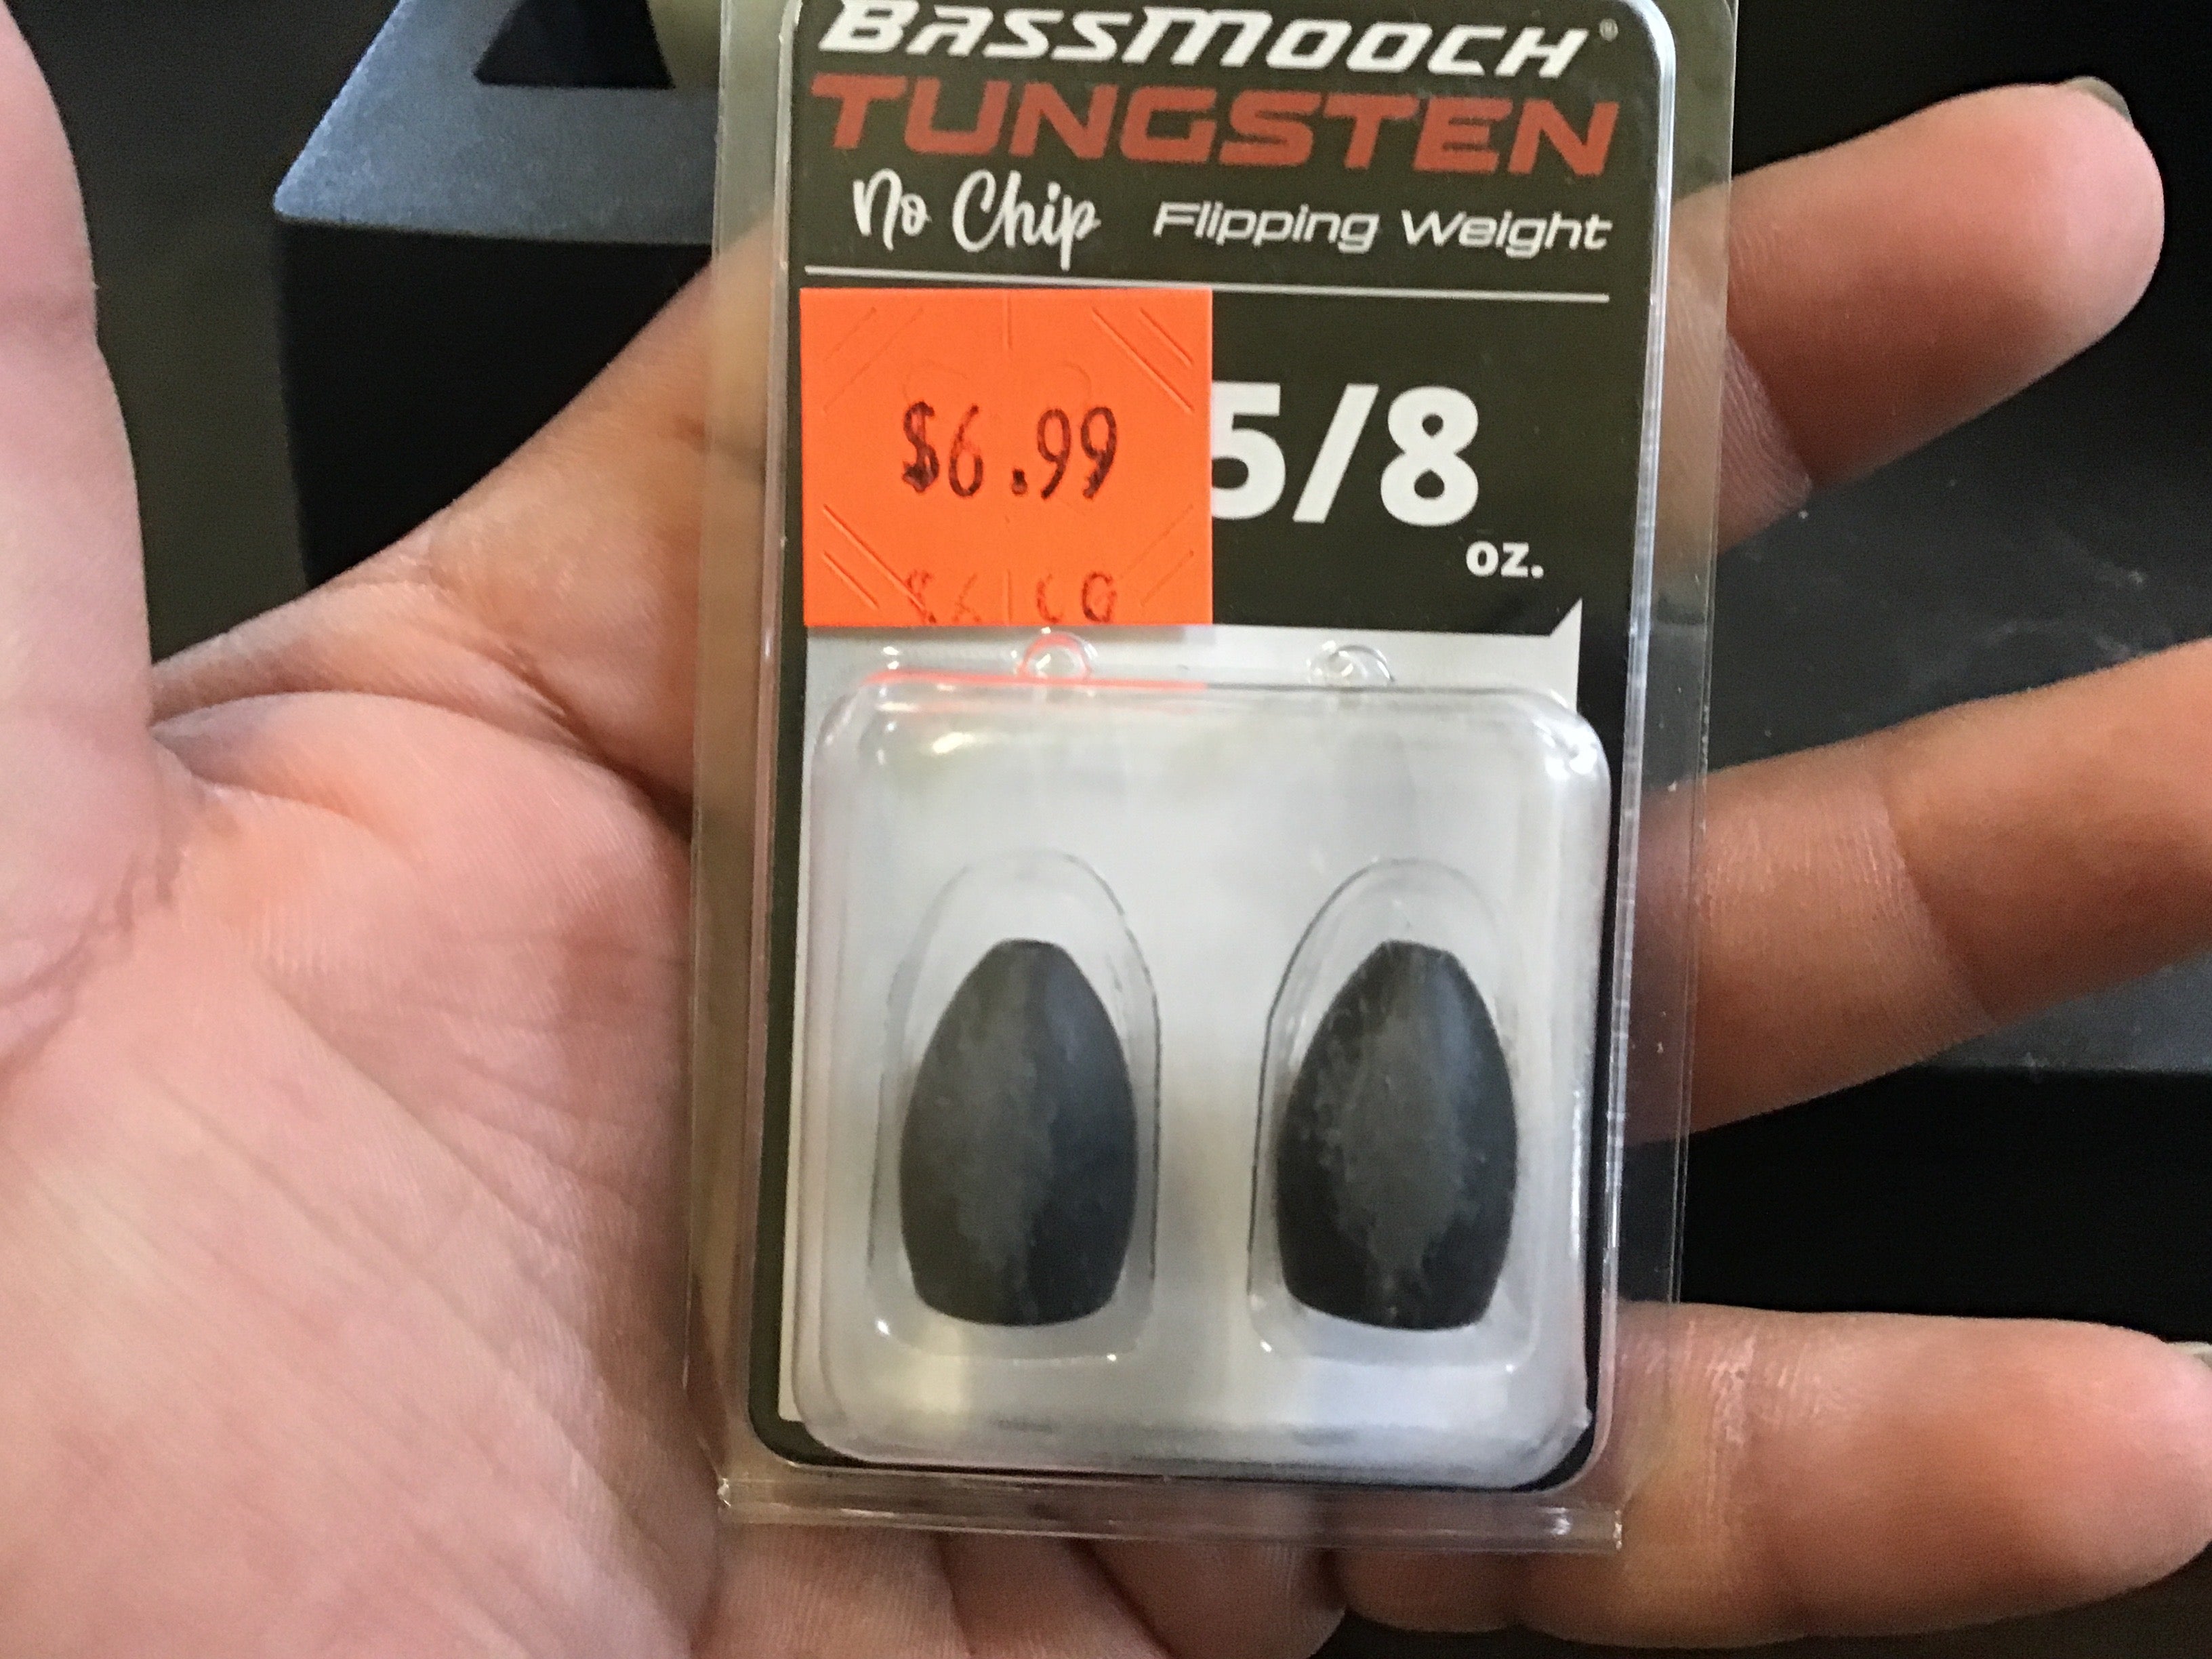 BASSMOOCH®
TUNGSTEN
No Chip Flipping Weight
$6.99
5/8
oz.